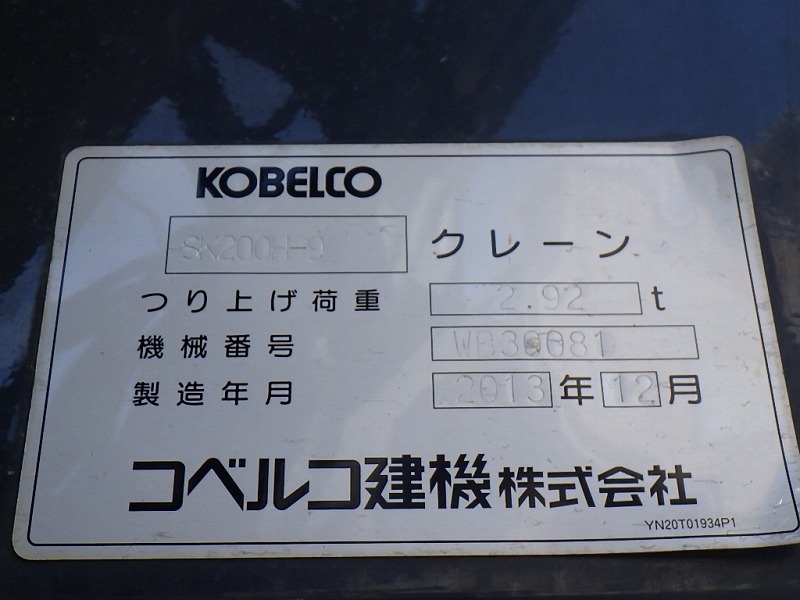 KOBELCO
SK200H-9 クレーン
つり上げ荷重 2.92 t
機械番号 WB30081
製造年月 2013 年 12 月
コベルコ建機株式会社
YN20T01934P1